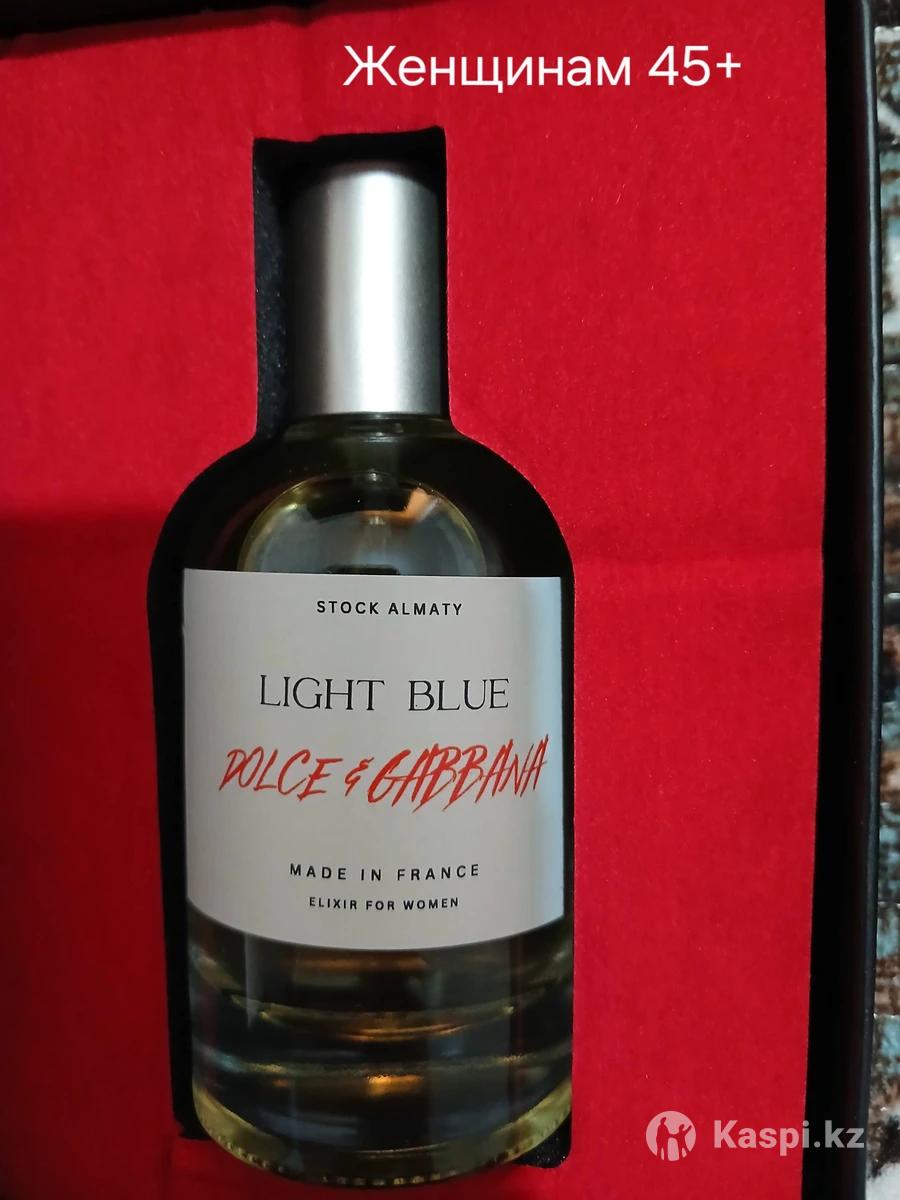 Женщинам 45+
STOCK ALMATY
LIGHT BLUE
DOLCE & GABBANA
MADE IN FRANCE
ELIXIR FOR WOMEN
Kaspi.kz